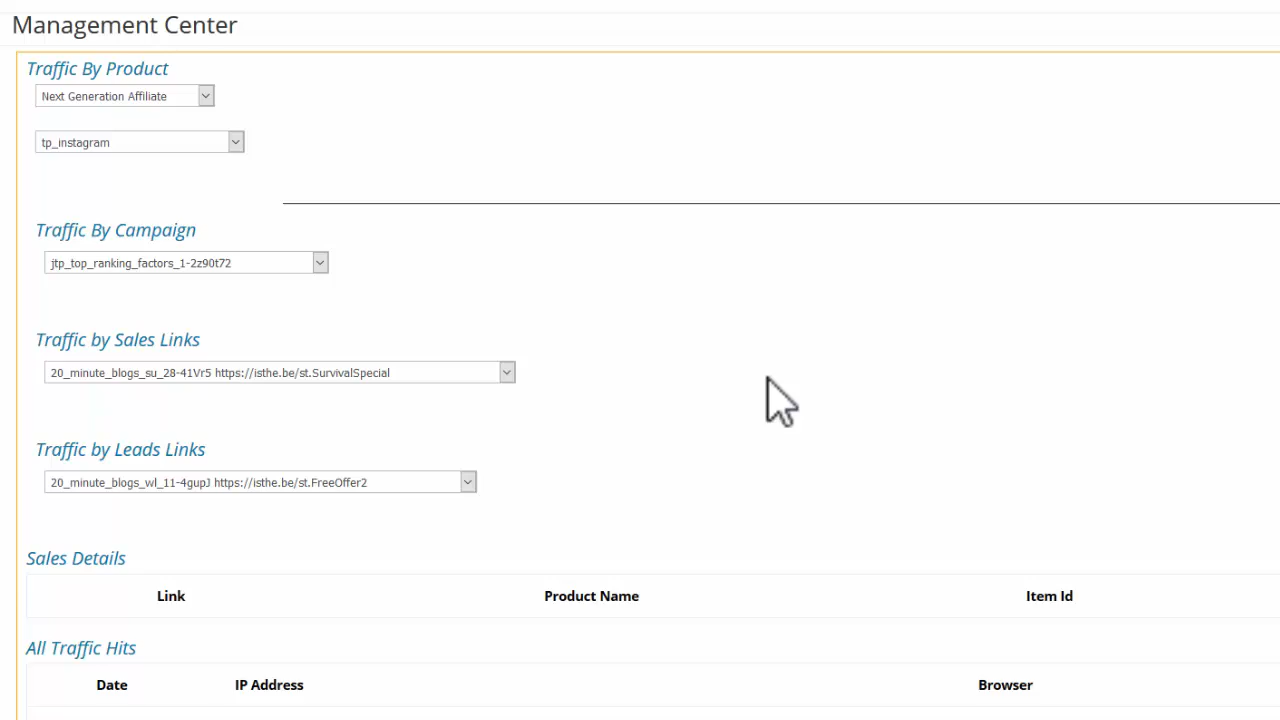 Management Center
Traffic By Product
Next Generation Affiliate
tp_instagram
Traffic By Campaign
jtp_top_ranking_factors_1-2z90t72
Traffic by Sales Links
20_minute_blogs_su_28-41Vr5 https://isthe.be/st.SurvivalSpecial
Traffic by Leads Links
20_minute_blogs_wl_11-4gupJ https://isthe.be/st.FreeOffer2
Sales Details
Link Product Name Item Id
All Traffic Hits
Date IP Address Browser